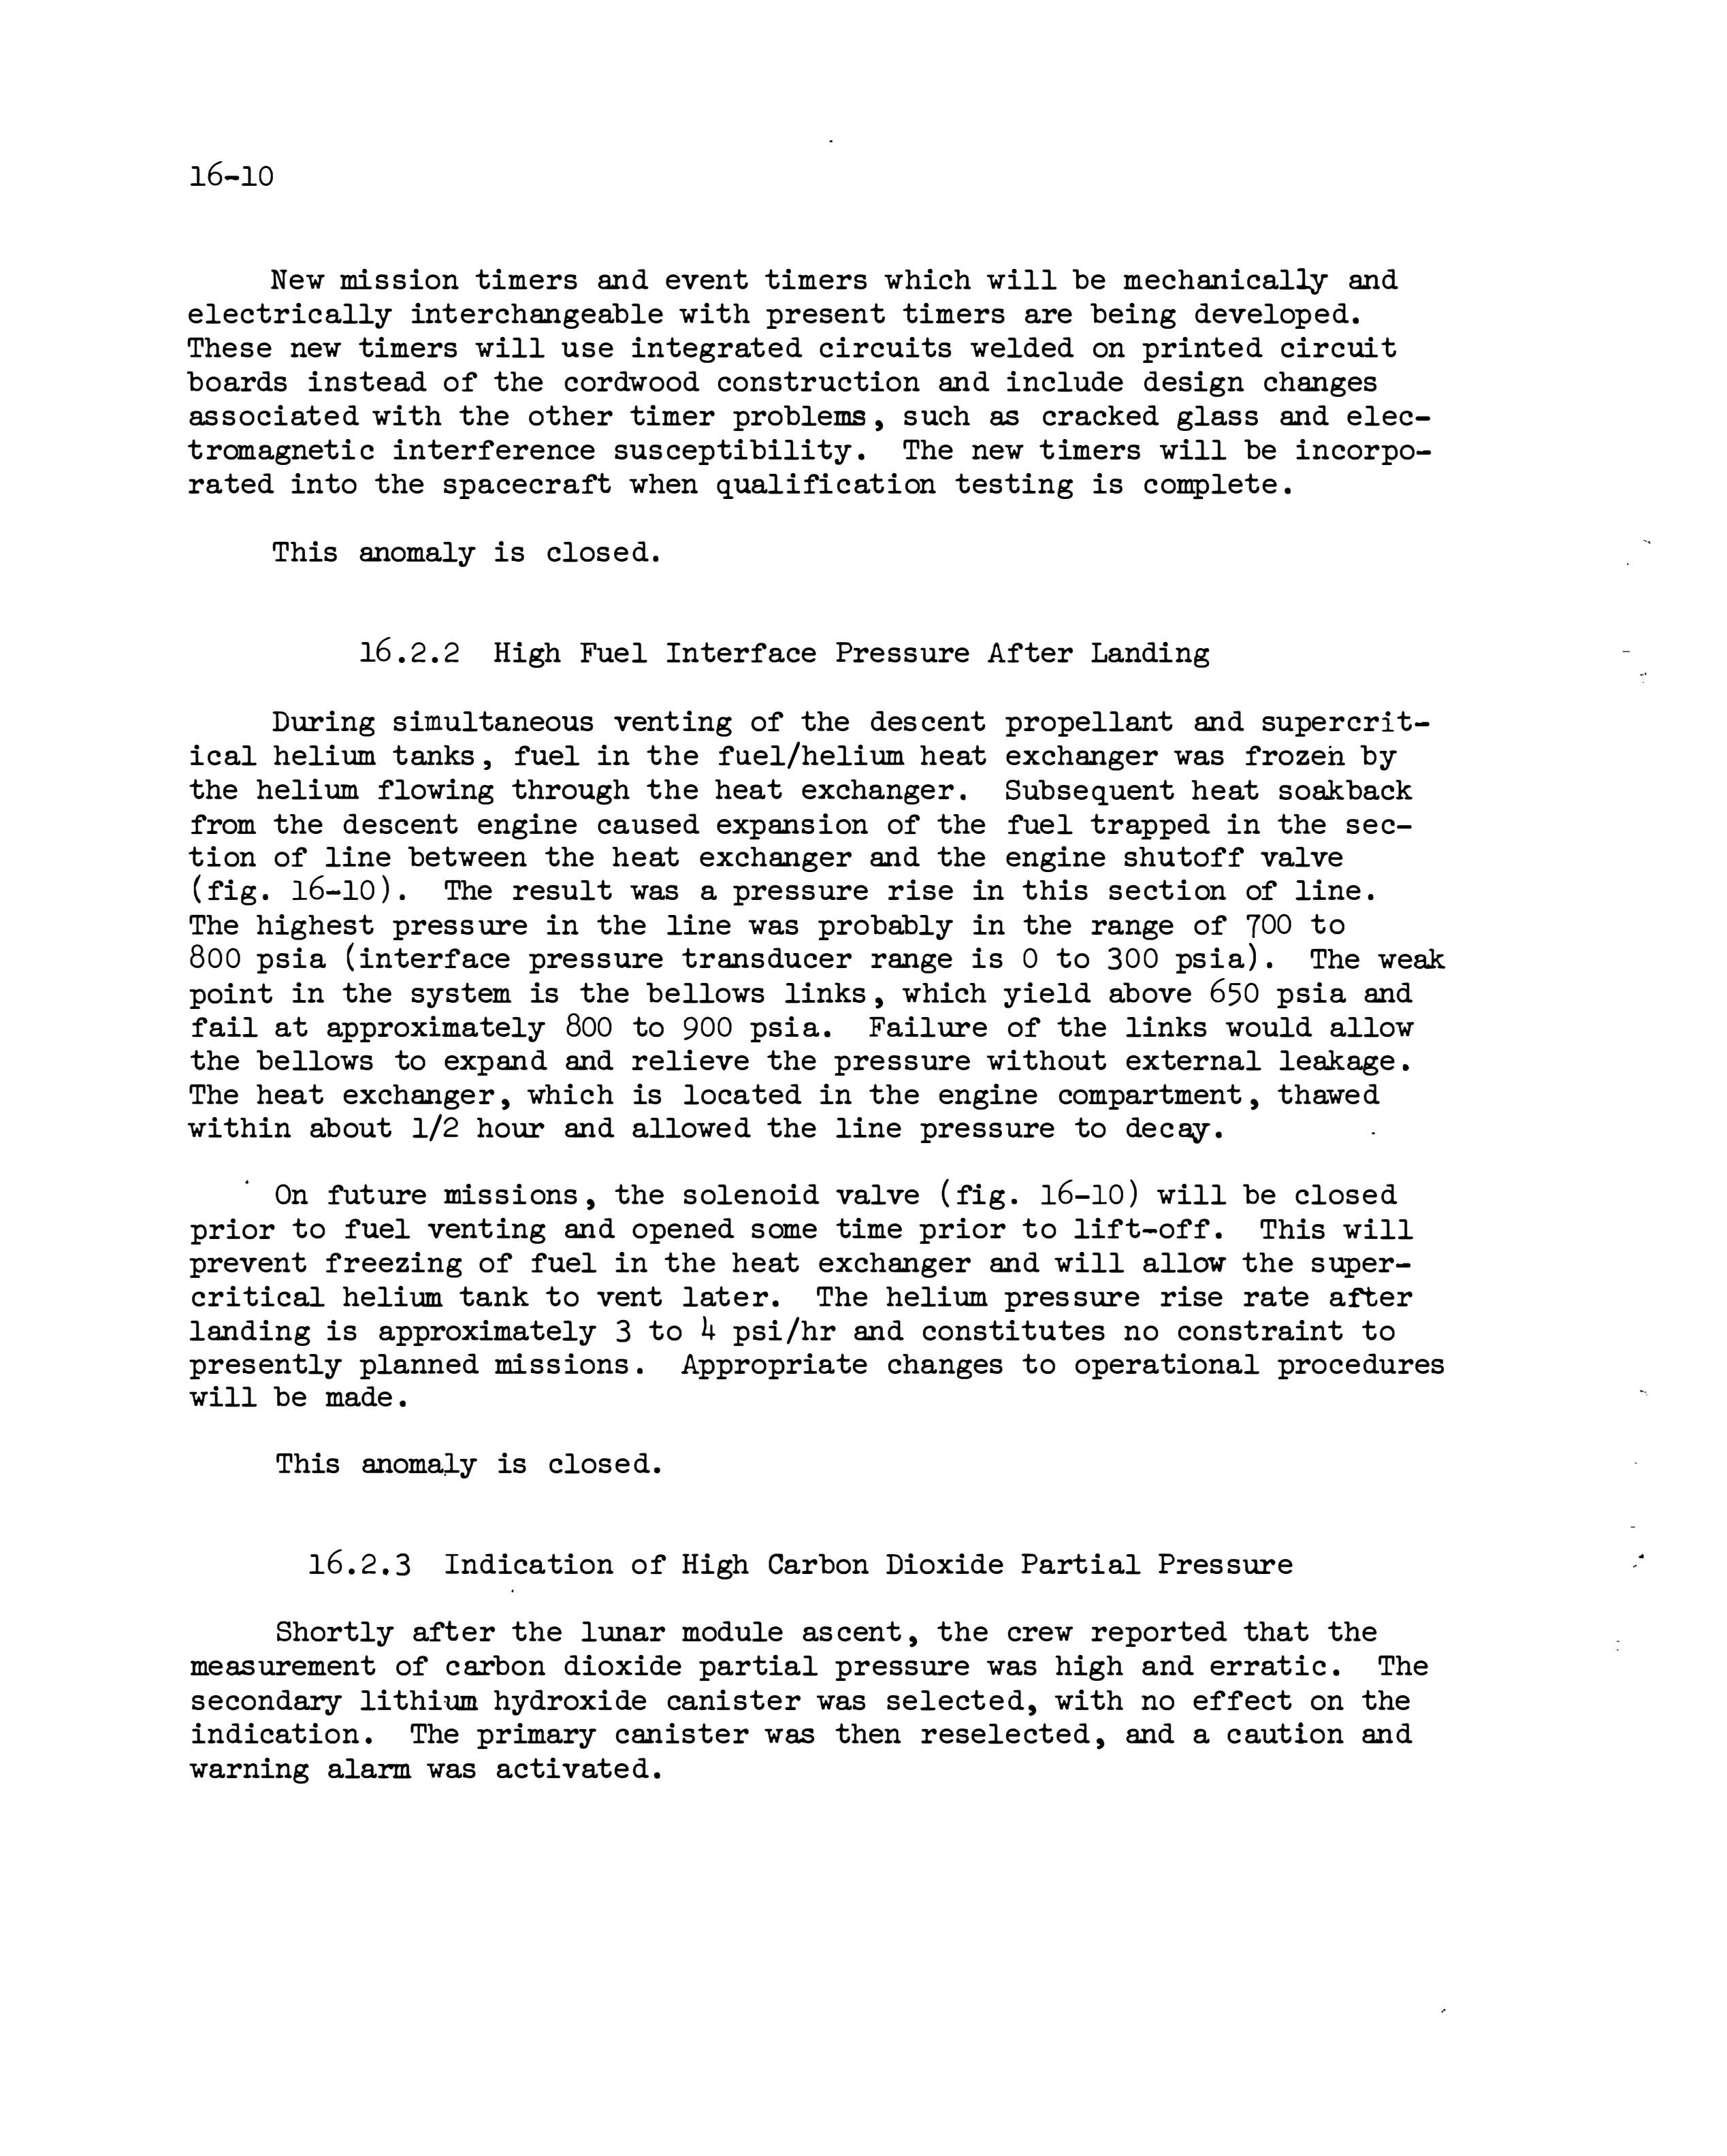 16-10
New mission timers and event timers which will be mechanically and
electrically interchangeable with present timers are being developed.
These new timers will use integrated circuits welded on printed circuit
boards instead of the cordwood construction and include design changes
associated with the other timer problems, such as cracked glass and elec-
tromagnetic interference susceptibility. The new timers will be incorpo-
rated into the spacecraft when qualification testing is complete.
This anomaly is closed.
16.2.2 High Fuel Interface Pressure After Landing
During simultaneous venting of the descent propellant and supercrit-
ical helium tanks, fuel in the fuel/helium heat exchanger was frozen by
the helium flowing through the heat exchanger. Subsequent heat soakback
from the descent engine caused expansion of the fuel trapped in the sec-
tion of line between the heat exchanger and the engine shutoff valve
(fig. 16-10). The result was a pressure rise in this section of line.
The highest pressure in the line was probably in the range of 700 to
800 psia (interface pressure transducer range is 0 to 300 psia). The weak
point in the system is the bellows links, which yield above 650 psia and
fail at approximately 800 to 900 psia. Failure of the links would allow
the bellows to expand and relieve the pressure without external leakage.
The heat exchanger, which is located in the engine compartment, thawed
within about 1/2 hour and allowed the line pressure to decay.
On future missions, the solenoid valve (fig. 16-10) will be closed
prior to fuel venting and opened some time prior to lift-off. This will
prevent freezing of fuel in the heat exchanger and will allow the super-
critical helium tank to vent later. The helium pressure rise rate after
landing is approximately 3 to 4 psi/hr and constitutes no constraint to
presently planned missions. Appropriate changes to operational procedures
will be made.
This anomaly is closed.
16.2.3 Indication of High Carbon Dioxide Partial Pressure
Shortly after the lunar module ascent, the crew reported that the
measurement of carbon dioxide partial pressure was high and erratic. The
secondary lithium hydroxide canister was selected, with no effect on the
indication. The primary canister was then reselected, and a caution and
warning alarm was activated.